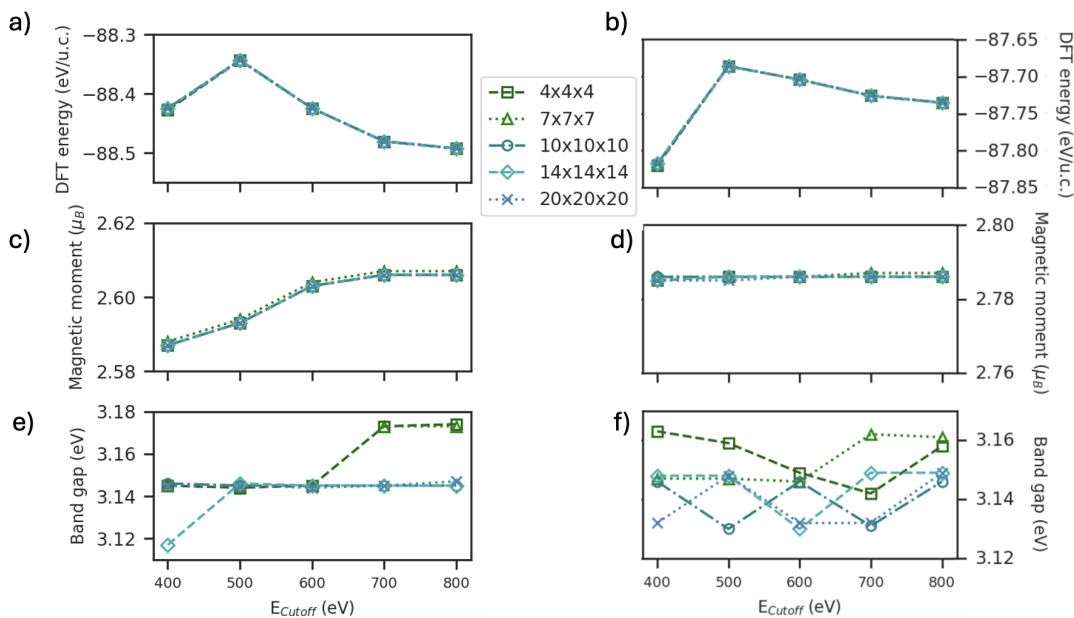 a)
DFT energy (eV/u.c.)
−88.3
−88.4
−88.5
b)
−87.65
−87.70
−87.75
−87.80
−87.85
DFT energy (eV/u.c.)
4x4x4
7x7x7
10x10x10
14x14x14
20x20x20
c)
Magnetic moment (μB)
2.62
2.60
2.58
d)
2.80
2.78
2.76
Magnetic moment (μB)
e)
Band gap (eV)
3.18
3.16
3.14
3.12
400 500 600 700 800
ECutoff (eV)
f)
3.16
3.14
3.12
Band gap (eV)
400 500 600 700 800
ECutoff (eV)